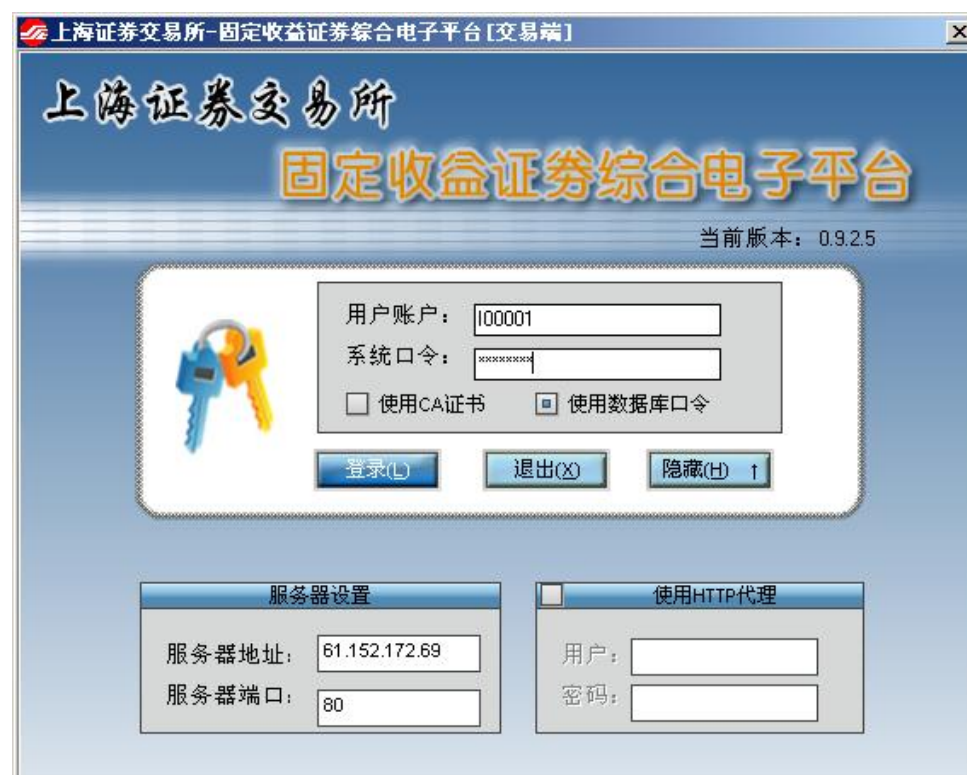 上海证券交易所-固定收益证券综合电子平台[交易端]
上海证券交易所
固定收益证券综合电子平台
当前版本： 0.9.2.5
用户账户： I00001
系统口令： ********
使用CA证书 使用数据库口令
登录(L) 退出(X) 隐藏(H) ↑
服务器设置
服务器地址： 61.152.172.69
服务器端口： 80
使用HTTP代理
用户：
密码：